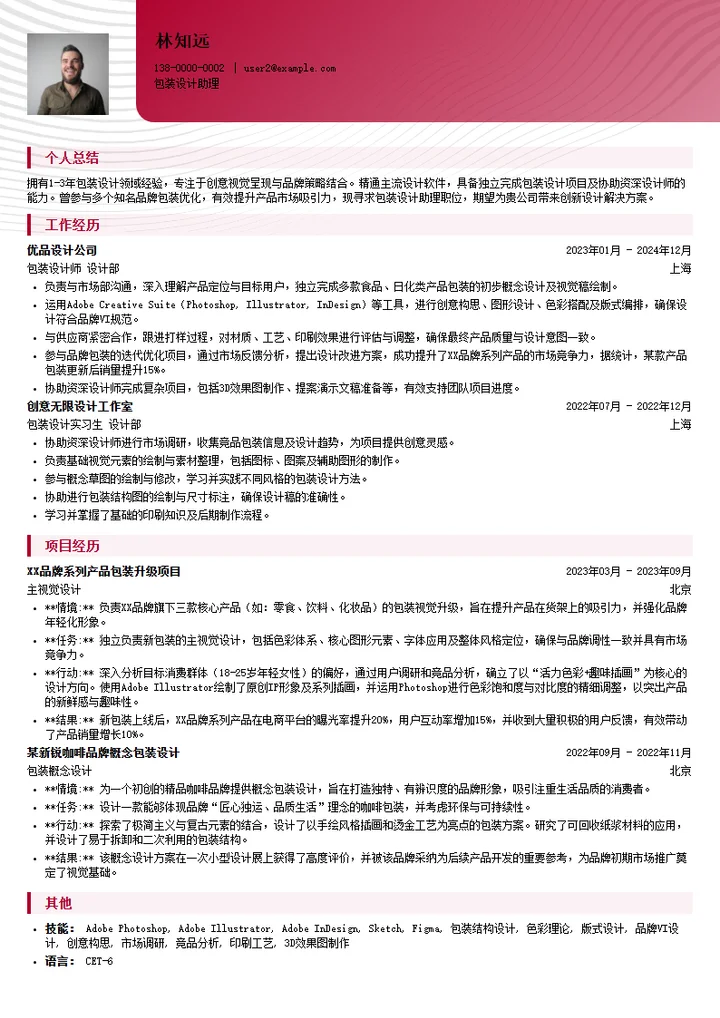 林知远
138-0000-0002 | user2@example.com
包装设计助理
个人总结
拥有1-3年包装设计领域经验，专注于创意视觉呈现与品牌策略结合。精通主流设计软件，具备独立完成包装设计项目及协助资深设计师的
能力。曾参与多个知名品牌包装优化，有效提升产品市场吸引力，现寻求包装设计助理职位，期望为贵公司带来创新设计解决方案。
工作经历
优品设计公司 2023年01月 - 2024年12月
包装设计师 设计部 上海
• 负责与市场部沟通，深入理解产品定位与目标用户，独立完成多款食品、日化类产品包装的初步概念设计及视觉稿绘制。
• 运用Adobe Creative Suite (Photoshop, Illustrator, InDesign) 等工具，进行创意构思、图形设计、色彩搭配及版式编排，确保设
计符合品牌VI规范。
• 与供应商紧密合作，跟进打样过程，对材质、工艺、印刷效果进行评估与调整，确保最终产品质量与设计意图一致。
• 参与品牌包装的迭代优化项目，通过市场反馈分析，提出设计改进方案，成功提升了XX品牌系列产品的市场竞争力，据统计，某款产品
包装更新后销量提升15%。
• 协助资深设计师完成复杂项目，包括3D效果图制作、提案演示文稿准备等，有效支持团队项目进度。
创意无限设计工作室 2022年07月 - 2022年12月
包装设计实习生 设计部 上海
• 协助资深设计师进行市场调研，收集竞品包装信息及设计趋势，为项目提供创意灵感。
• 负责基础视觉元素的绘制与素材整理，包括图标、图案及辅助图形的制作。
• 参与概念草图的绘制与修改，学习并实践不同风格的包装设计方法。
• 协助进行包装结构图的绘制与尺寸标注，确保设计稿的准确性。
• 学习并掌握了基础的印刷知识及后期制作流程。
项目经历
XX品牌系列产品包装升级项目 2023年03月 - 2023年09月
主视觉设计 北京
• **情境:** 负责XX品牌旗下三款核心产品（如：零食、饮料、化妆品）的包装视觉升级，旨在提升产品在货架上的吸引力，并强化品牌
年轻化形象。
• **任务:** 独立负责新包装的主视觉设计，包括色彩体系、核心图形元素、字体应用及整体风格定位，确保与品牌调性一致并具有市场
竞争力。
• **行动:** 深入分析目标消费群体（18-25岁年轻女性）的偏好，通过用户调研和竞品分析，确立了以“活力色彩+趣味插画”为核心的
设计方向。使用Adobe Illustrator绘制了原创IP形象及系列插画，并运用Photoshop进行色彩饱和度与对比度的精细调整，以突出产品
的新鲜感与趣味性。
• **结果:** 新包装上线后，XX品牌系列产品在电商平台的曝光率提升20%，用户互动率增加15%，并收到大量积极的用户反馈，有效带动
了产品销量增长10%。
某新锐咖啡品牌概念包装设计 2022年09月 - 2022年11月
包装概念设计 北京
• **情境:** 为一个初创的精品咖啡品牌提供概念包装设计，旨在打造独特、有辨识度的品牌形象，吸引注重生活品质的消费者。
• **任务:** 设计一款能够体现品牌“匠心独运、品质生活”理念的咖啡包装，并考虑环保与可持续性。
• **行动:** 探索了极简主义与复古元素的结合，设计了以手绘风格插画和烫金工艺为亮点的包装方案。研究了可回收纸浆材料的应用，
并设计了易于拆卸和二次利用的包装结构。
• **结果:** 该概念设计方案在一次小型设计展上获得了高度评价，并被该品牌采纳为后续产品开发的重要参考，为品牌初期市场推广奠
定了视觉基础。
其他
• 技能： Adobe Photoshop, Adobe Illustrator, Adobe InDesign, Sketch, Figma, 包装结构设计, 色彩理论, 版式设计, 品牌VI设
计, 创意构思, 市场调研, 竞品分析, 印刷工艺, 3D效果图制作
• 语言： CET-6